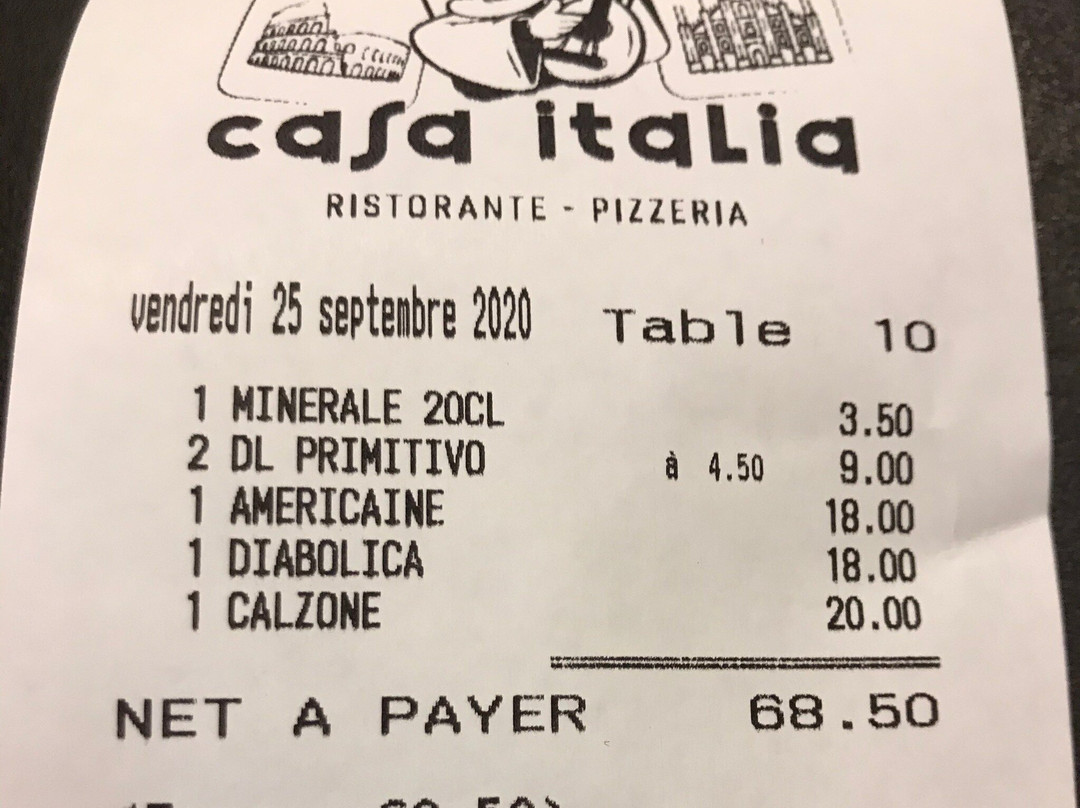 casa italia
RISTORANTE - PIZZERIA
vendredi 25 septembre 2020 Table 10
1 MINERALE 20CL 3.50
2 DL PRIMITIVO à 4.50 9.00
1 AMERICAINE 18.00
1 DIABOLICA 18.00
1 CALZONE 20.00
NET A PAYER 68.50